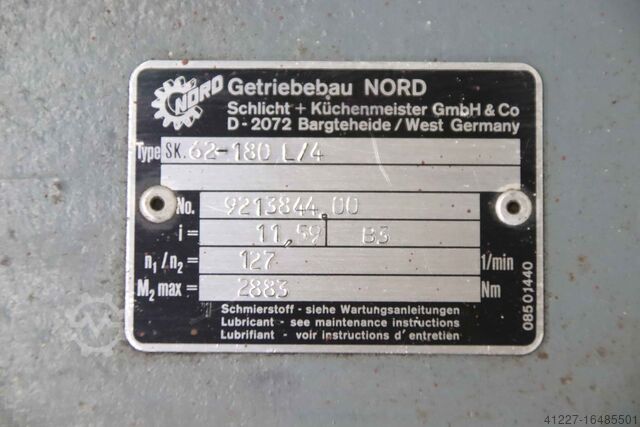 NORD
Getriebebau NORD
Schlicht + Küchenmeister GmbH & Co
D-2072 Bargteheide/West Germany
Type SK. 62-180 L/4
No. 9213844.00
i = 11,59 B3
n₁/n₂ = 127 1/min
M₂ max = 2883 Nm
Schmierstoff - siehe Wartungsanleitungen
Lubricant - see maintenance instructions
Lubrifiant - voir instructions d'entretien
08501440
41227-16485501